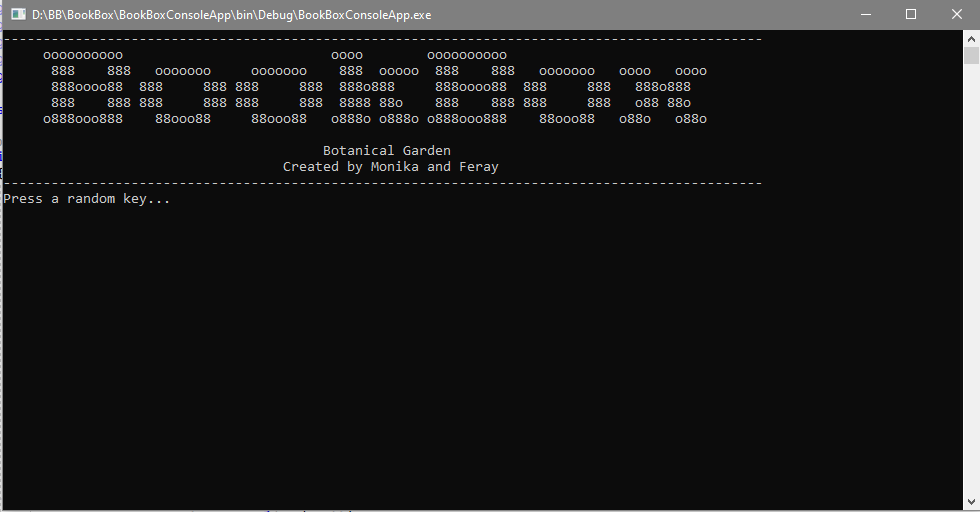 D:\BB\BookBox\BookBoxConsoleApp\bin\Debug\BookBoxConsoleApp.exe
-----------------------------------------------------------------------------------------------
     oooooooooo                          oooo        oooooooooo
      888    888   ooooooo     ooooooo    888  ooooo  888    888   ooooooo   oooo   oooo
      888oooo88  888     888 888     888  888o888     888oooo88  888     888   888o888
      888    888 888     888 888     888  8888 88o    888    888 888     888   o88 88o
     o888ooo888    88ooo88     88ooo88   o888o o888o o888ooo888    88ooo88   o88o   o88o
                                        Botanical Garden
                                   Created by Monika and Feray
-----------------------------------------------------------------------------------------------
Press a random key...